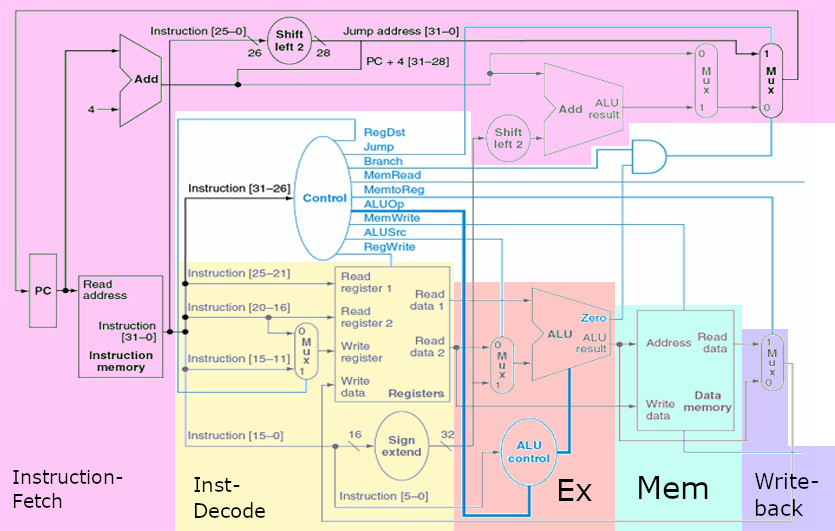 Instruction [25–0]
26
Shift
left 2
28
Jump address [31–0]
PC + 4 [31–28]
Add
4
0
M
u
x
1
1
M
u
x
0
Add
ALU
result
Shift
left 2
RegDst
Jump
Branch
MemRead
MemtoReg
ALUOp
MemWrite
ALUSrc
RegWrite
Control
Instruction [31–26]
PC
Read
address
Instruction
[31–0]
Instruction
memory
Instruction [25–21]
Instruction [20–16]
Instruction [15–11]
0
M
u
x
1
Read
register 1
Read
register 2
Write
register
Write
data
Read
data 1
Read
data 2
Registers
0
M
u
x
1
Zero
ALU
ALU
result
Address
Read
data
Write
data
Data
memory
1
M
u
x
0
Instruction [15–0]
16
Sign
extend
32
ALU
control
Instruction [5–0]
Instruction-
Fetch
Inst-
Decode
Ex
Mem
Write-
back